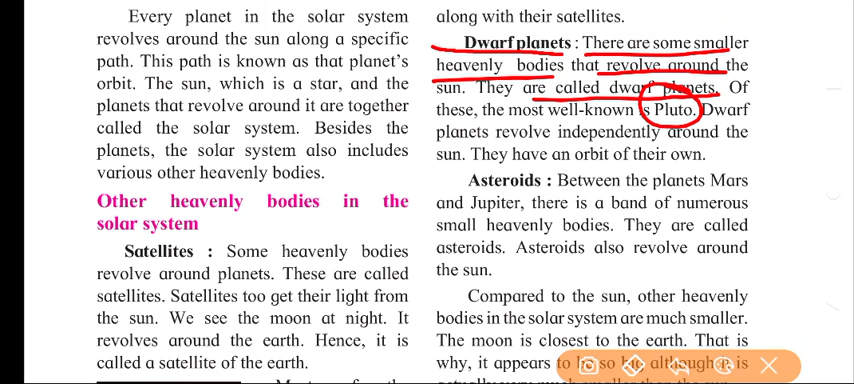 Every planet in the solar system
revolves around the sun along a specific
path. This path is known as that planet's
orbit. The sun, which is a star, and the
planets that revolve around it are together
called the solar system. Besides the
planets, the solar system also includes
various other heavenly bodies.
Other heavenly bodies in the
solar system
Satellites : Some heavenly bodies
revolve around planets. These are called
satellites. Satellites too get their light from
the sun. We see the moon at night. It
revolves around the earth. Hence, it is
called a satellite of the earth.
along with their satellites.
Dwarf planets : There are some smaller
heavenly bodies that revolve around the
sun. They are called dwarf planets. Of
these, the most well-known is Pluto. Dwarf
planets revolve independently around the
sun. They have an orbit of their own.
Asteroids : Between the planets Mars
and Jupiter, there is a band of numerous
small heavenly bodies. They are called
asteroids. Asteroids also revolve around
the sun.
Compared to the sun, other heavenly
bodies in the solar system are much smaller.
The moon is closest to the earth. That is
why, it appears to be so big although it is